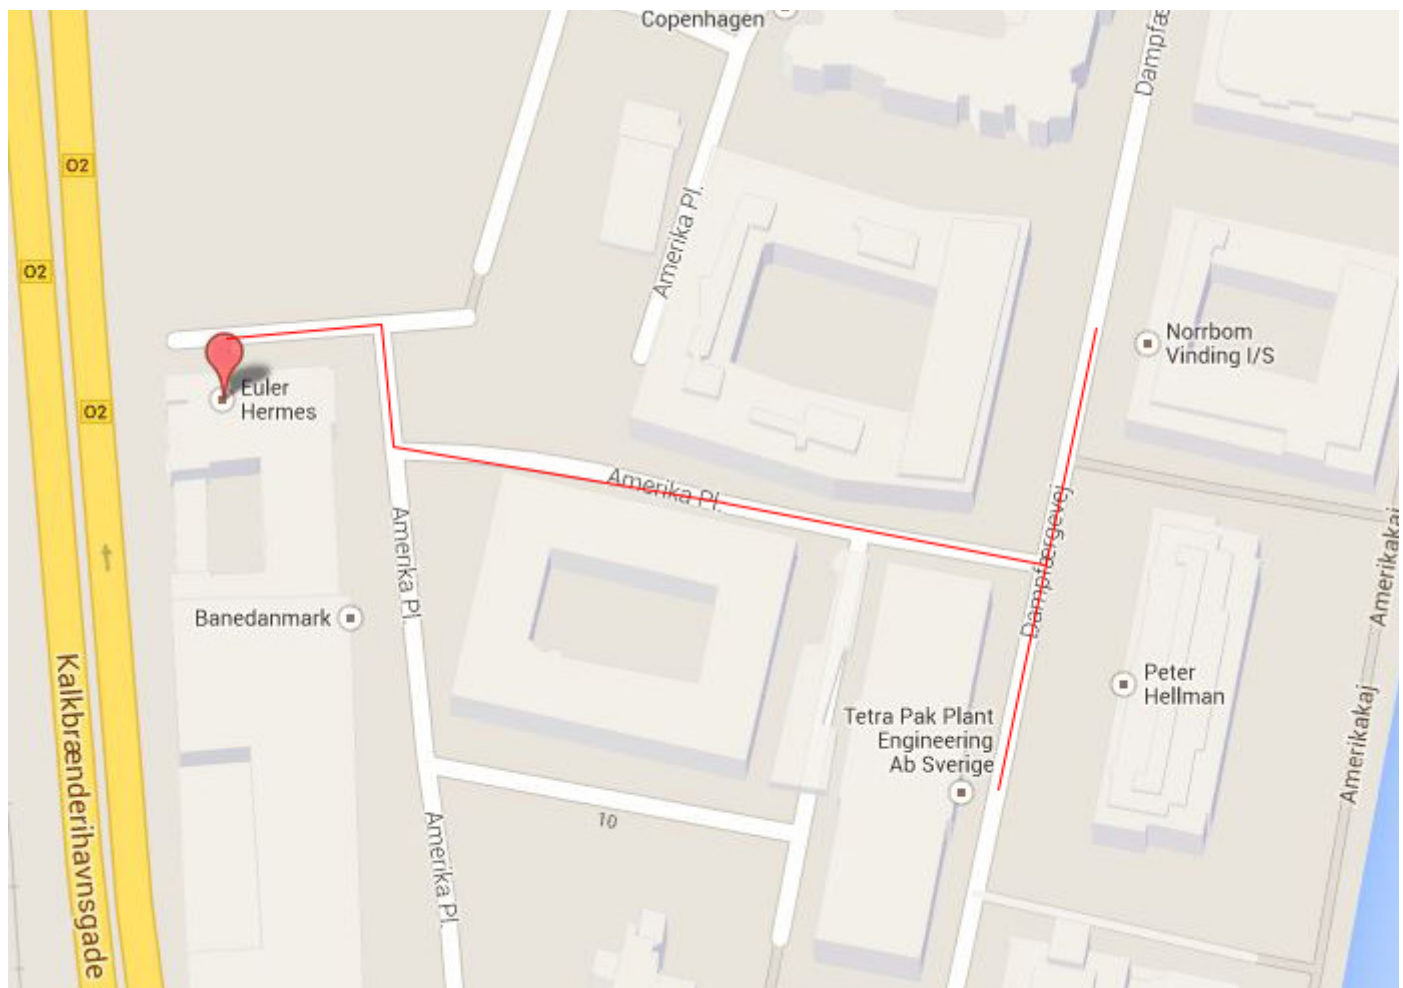 Copenhagen
Dampfæ
O2
O2
O2
Amerika Pl.
Norrbom
Vinding I/S
Euler
Hermes
Amerika Pl.
Dampfærgevej
Amerikakaj
Amerika Pl.
Banedanmark
Peter
Hellman
Amerikakaj
Kalkbrænderihavnsgade
Tetra Pak Plant
Engineering
Ab Sverige
10
Amerika Pl.